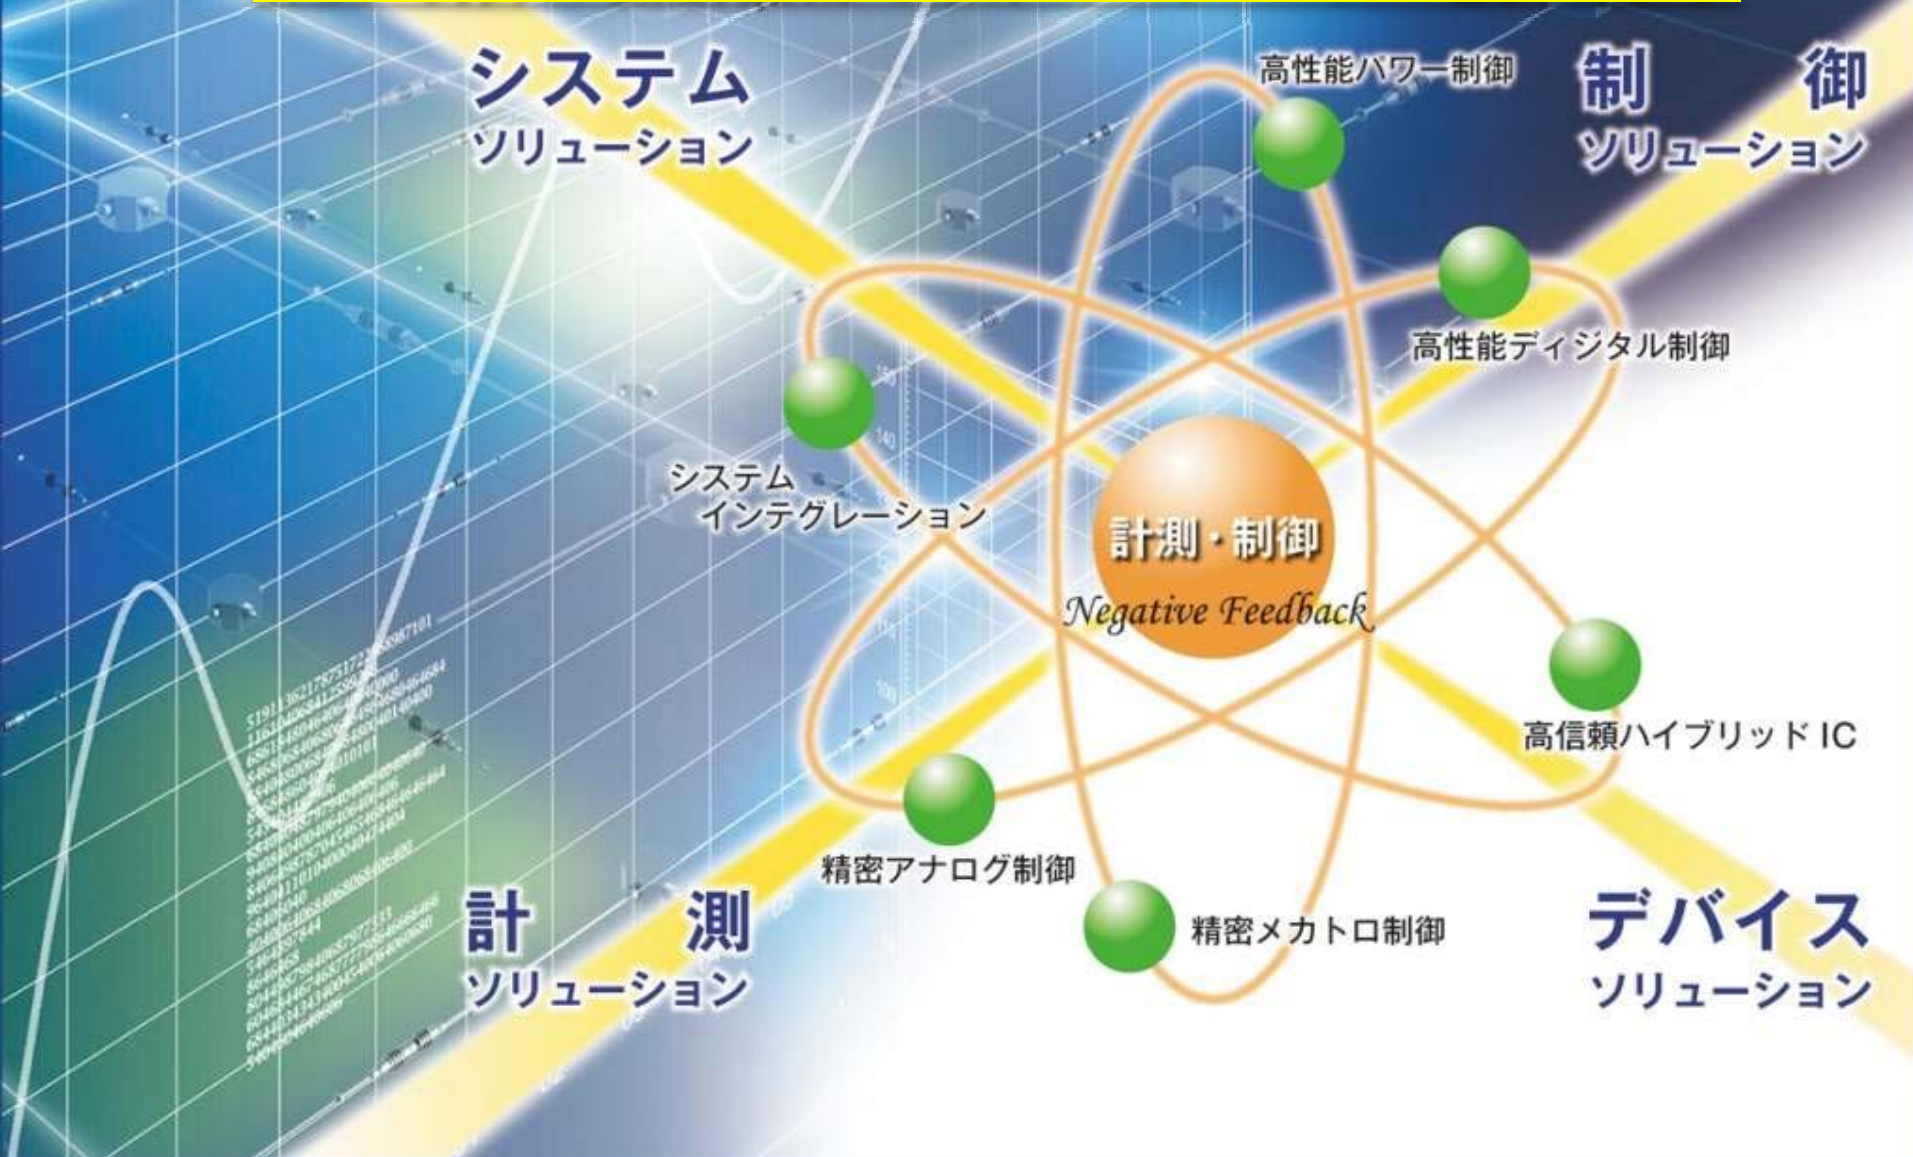 システム
ソリューション
高性能パワー制御
制 御
ソリューション
高性能ディジタル制御
システム
インテグレーション
計測・制御
Negative Feedback
高信頼ハイブリッド IC
精密アナログ制御
精密メカトロ制御
計 測
ソリューション
デバイス
ソリューション
140
100